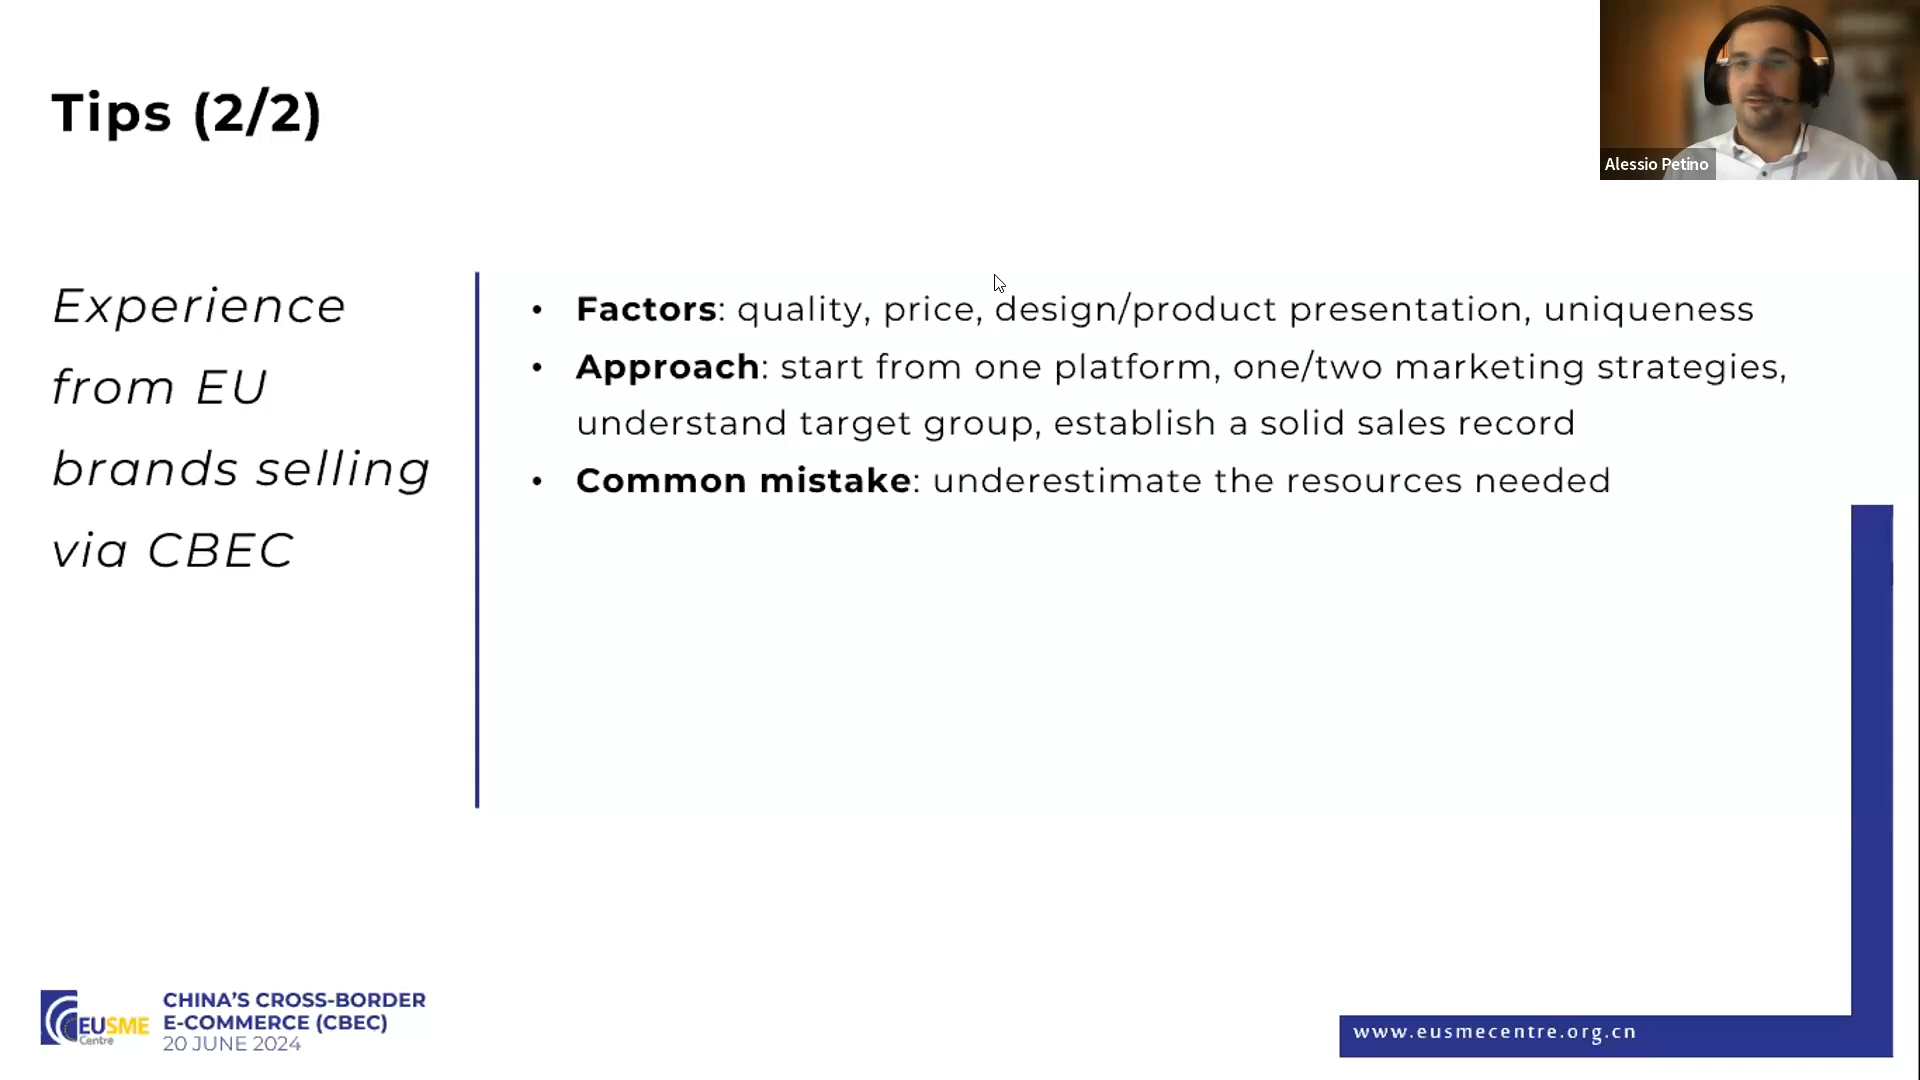 Tips (2/2)
Alessio Petino
Experience
from EU
brands selling
via CBEC
• Factors: quality, price, design/product presentation, uniqueness
• Approach: start from one platform, one/two marketing strategies,
understand target group, establish a solid sales record
• Common mistake: underestimate the resources needed
EUSME
Centre
CHINA’S CROSS-BORDER
E-COMMERCE (CBEC)
20 JUNE 2024
www.eusmecentre.org.cn